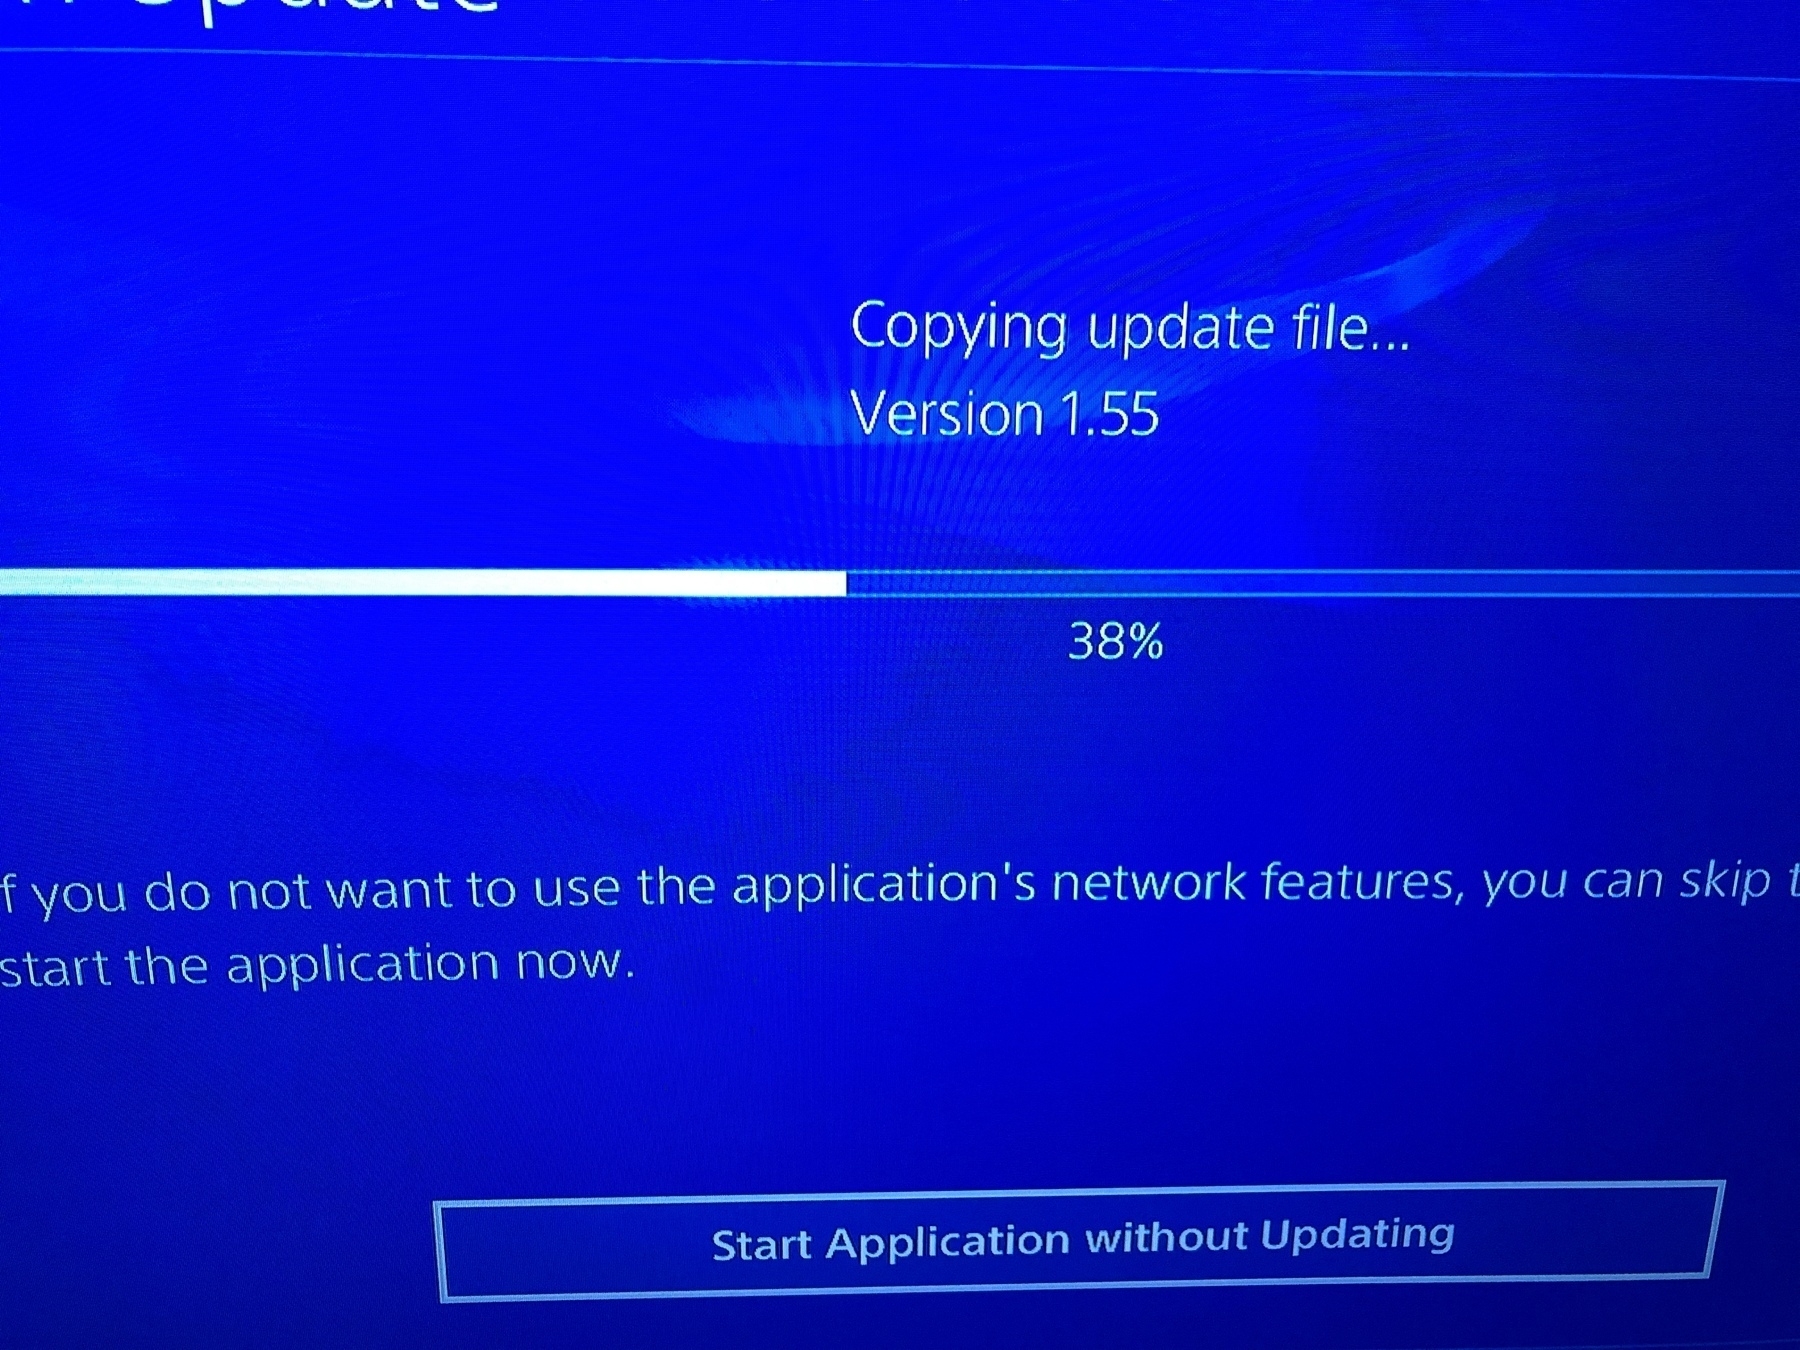 Update
Copying update file...
Version 1.55
38%
f you do not want to use the application's network features, you can skip
start the application now.
Start Application without Updating